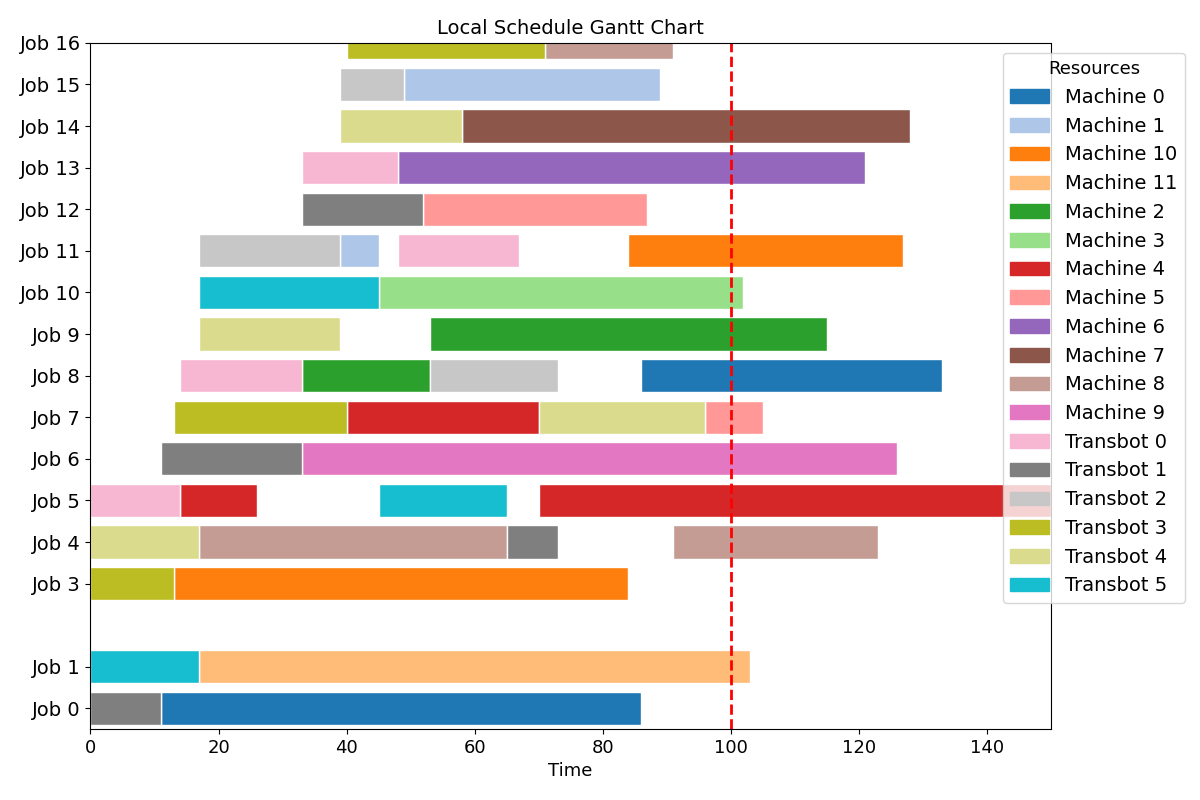 Local Schedule Gantt Chart
Job 16
Job 15
Job 14
Job 13
Job 12
Job 11
Job 10
Job 9
Job 8
Job 7
Job 6
Job 5
Job 4
Job 3
Job 1
Job 0
0 20 40 60 80 100 120 140
Time
Resources
Machine 0
Machine 1
Machine 10
Machine 11
Machine 2
Machine 3
Machine 4
Machine 5
Machine 6
Machine 7
Machine 8
Machine 9
Transbot 0
Transbot 1
Transbot 2
Transbot 3
Transbot 4
Transbot 5